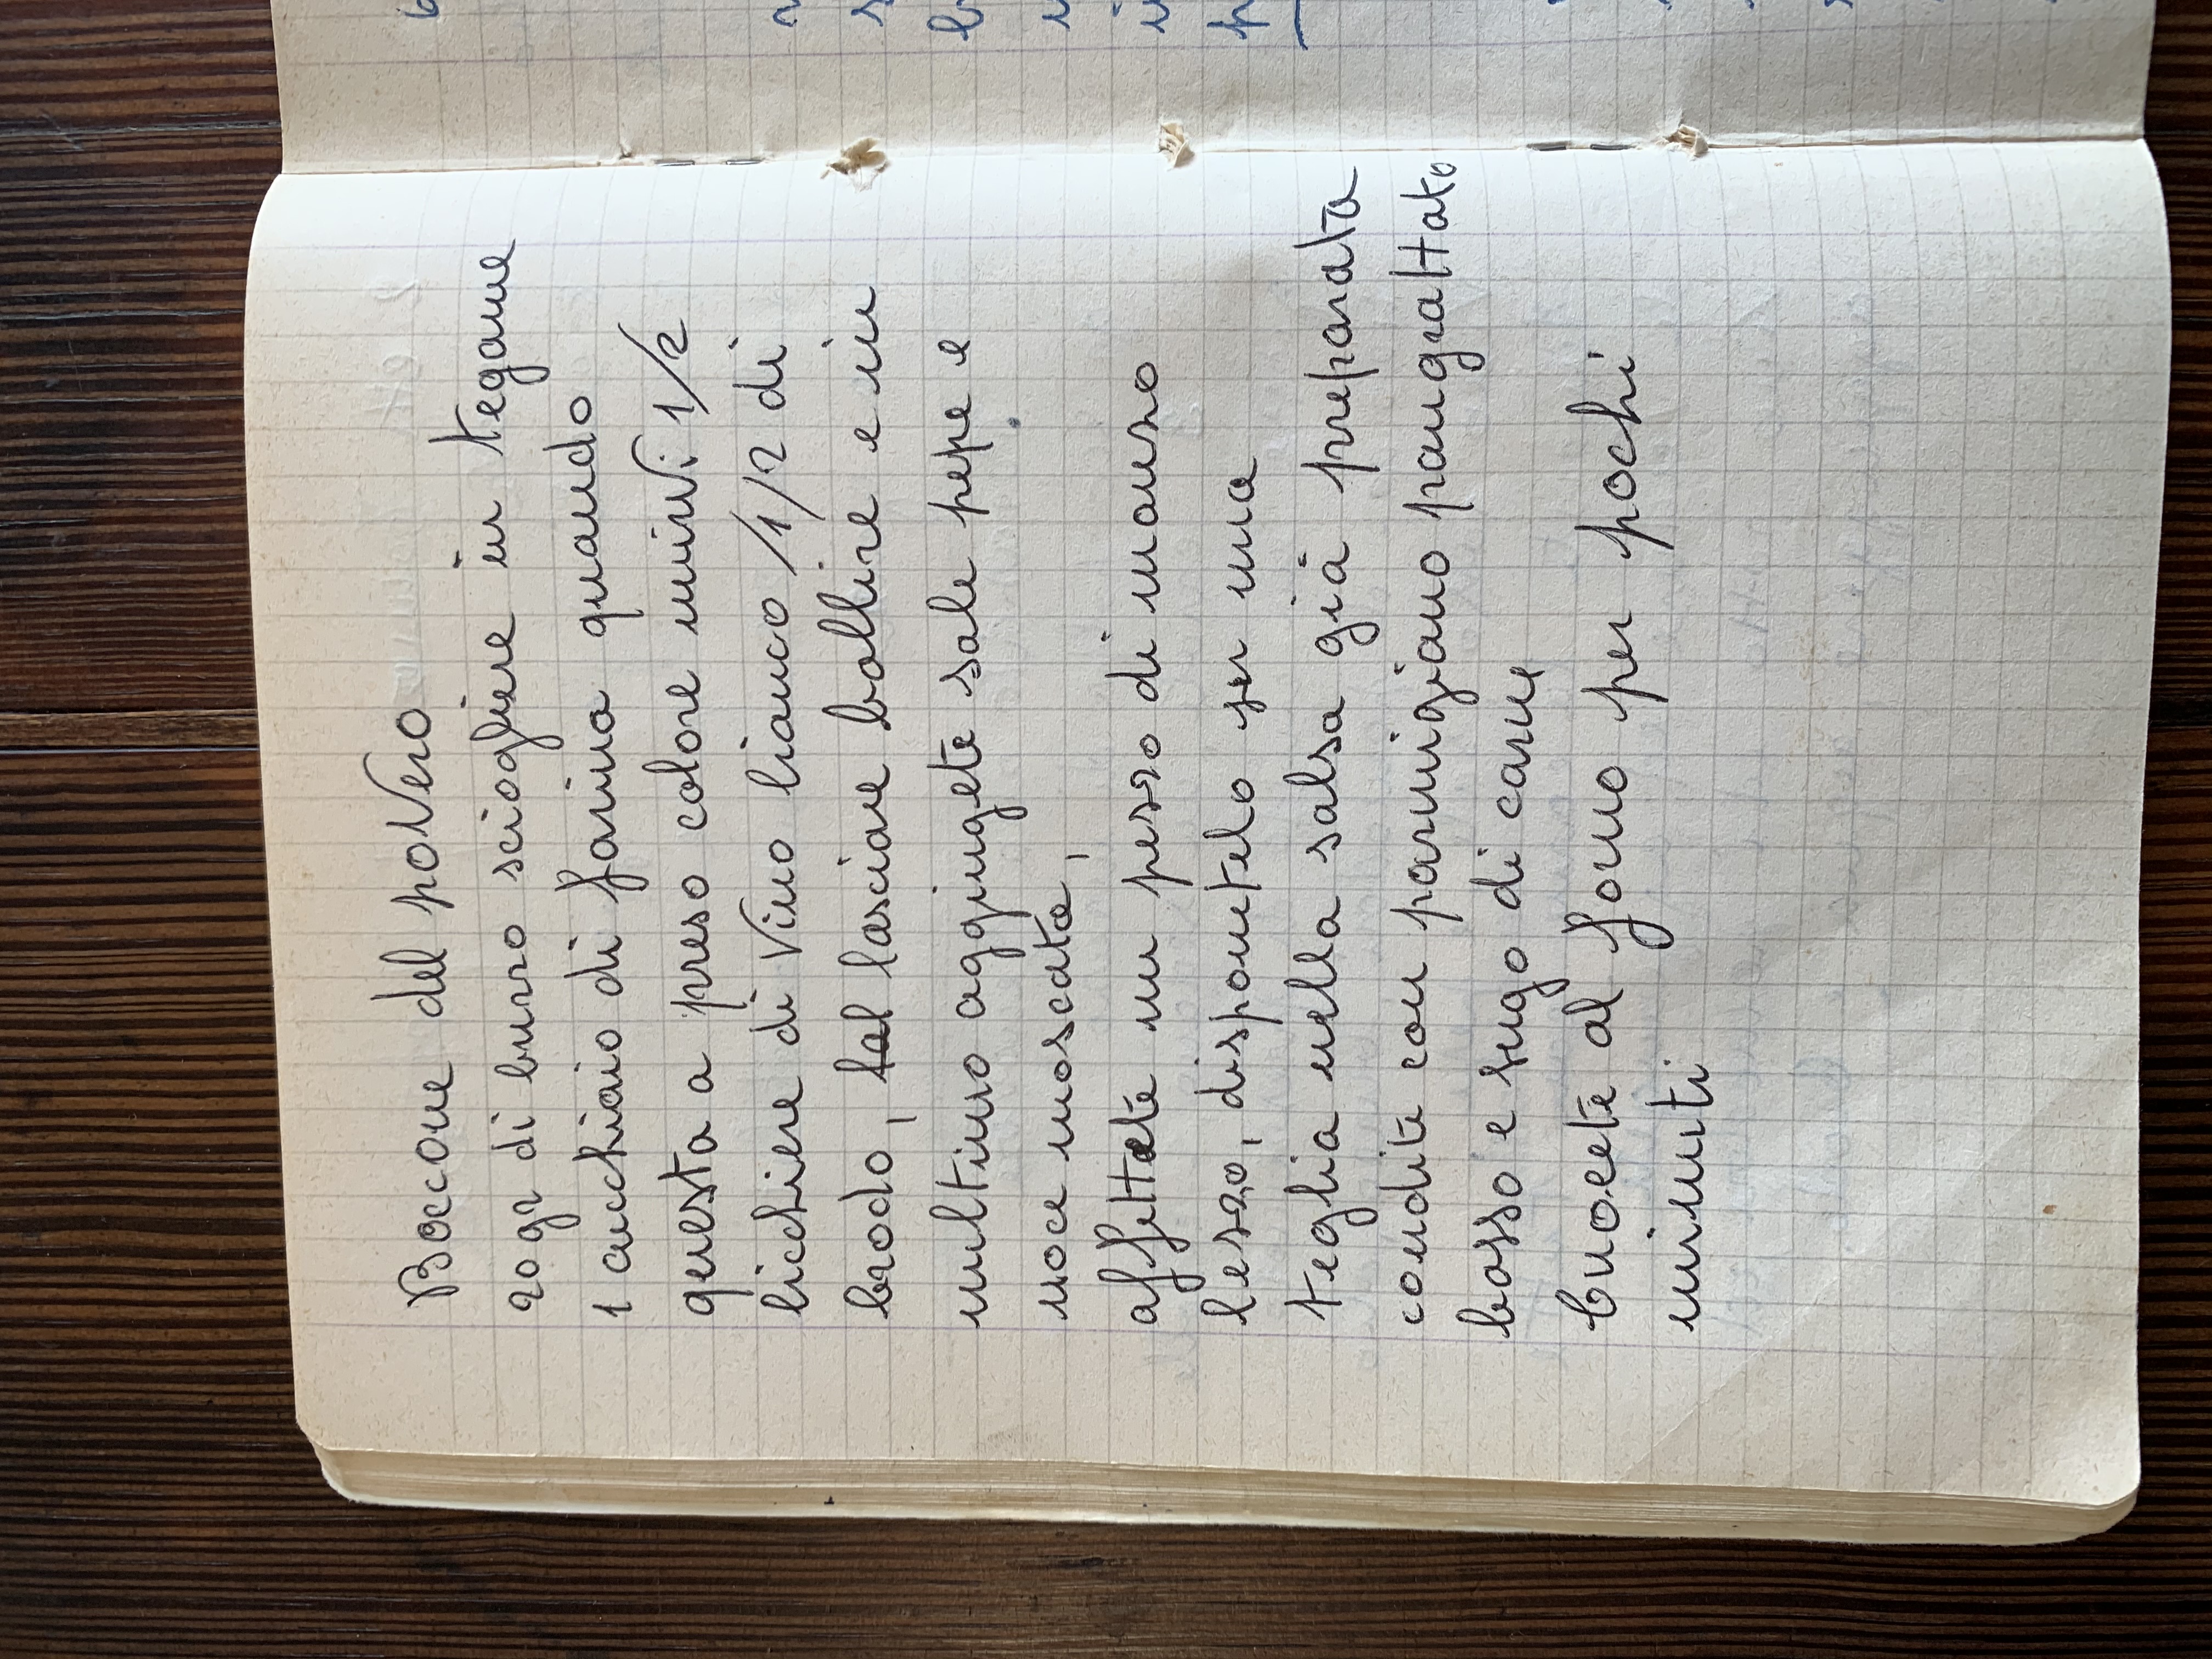 Boccone del poVero
20 gr di burro sciogliere in tegame
1 cucchiaio di farina quando
questa a preso colore unirVi 1/2
bicchiere di Vino bianco 1/2 di
brodo, lasciare bollire e in
ultimo aggiungete sale pepe e
noce moscata,
affettate un pezzo di manzo
lesso, disponetelo su una
teglia nella salsa già preparata
condite con parmigiano pangrattato
bosso e sugo di carne
Cuocete al forno per pochi
minuti